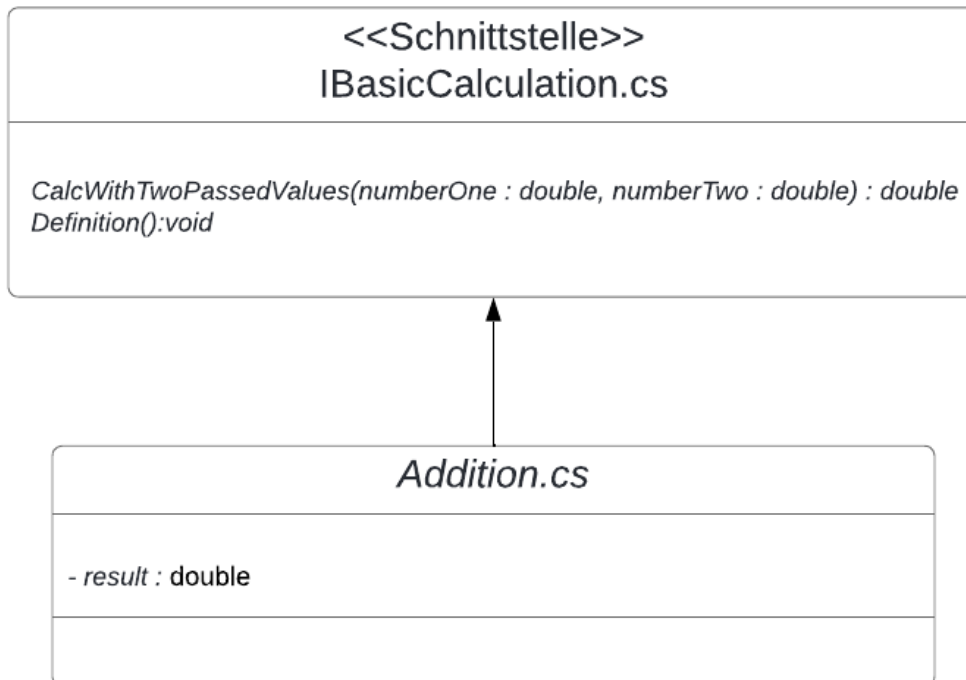 <<Schnittstelle>>
IBasicCalculation.cs
CalcWithTwoPassedValues(numberOne : double, numberTwo : double) : double
Definition():void
Addition.cs
- result : double